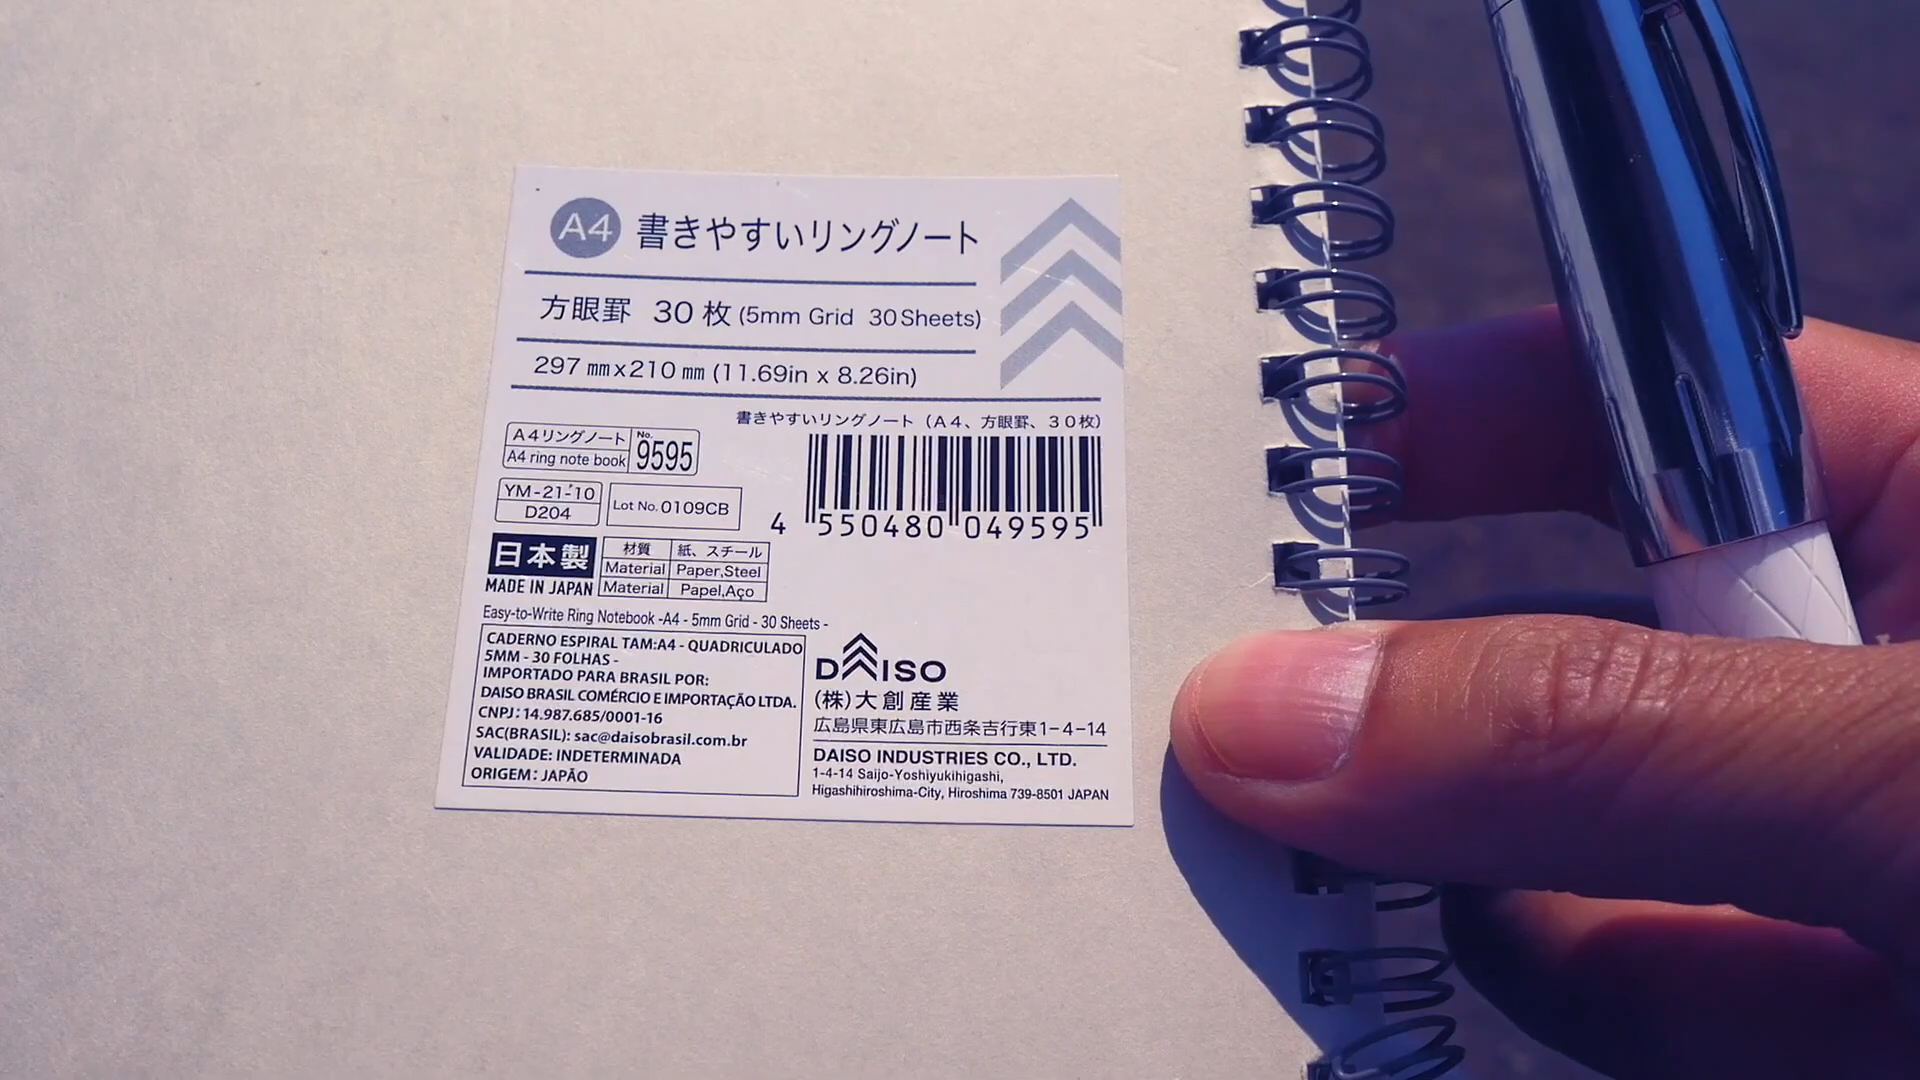 A4 書きやすいリングノート
方眼罫 30枚 (5mm Grid 30Sheets)
297㎜x210㎜ (11.69in x 8.26in)
書きやすいリングノート（A4、方眼罫、30枚）
A4リングノート
A4 ring note book
No. 9595
YM-21-10
D204
Lot No. 0109CB
4 550480 049595
日本製
MADE IN JAPAN
材質 紙、スチール
Material Paper,Steel
Material Papel,Aço
Easy-to-Write Ring Notebook -A4 - 5mm Grid - 30 Sheets -
CADERNO ESPIRAL TAM:A4 - QUADRICULADO
5MM - 30 FOLHAS -
IMPORTADO PARA BRASIL POR:
DAISO BRASIL COMÉRCIO E IMPORTAÇÃO LTDA.
CNPJ: 14.987.685/0001-16
SAC(BRASIL): sac@daisobrasil.com.br
VALIDADE: INDETERMINADA
ORIGEM: JAPÃO
DAISO
(株)大創産業
広島県東広島市西条吉行東1-4-14
DAISO INDUSTRIES CO., LTD.
1-4-14 Saijo-Yoshiyukihigashi,
Higashihiroshima-City, Hiroshima 739-8501 JAPAN